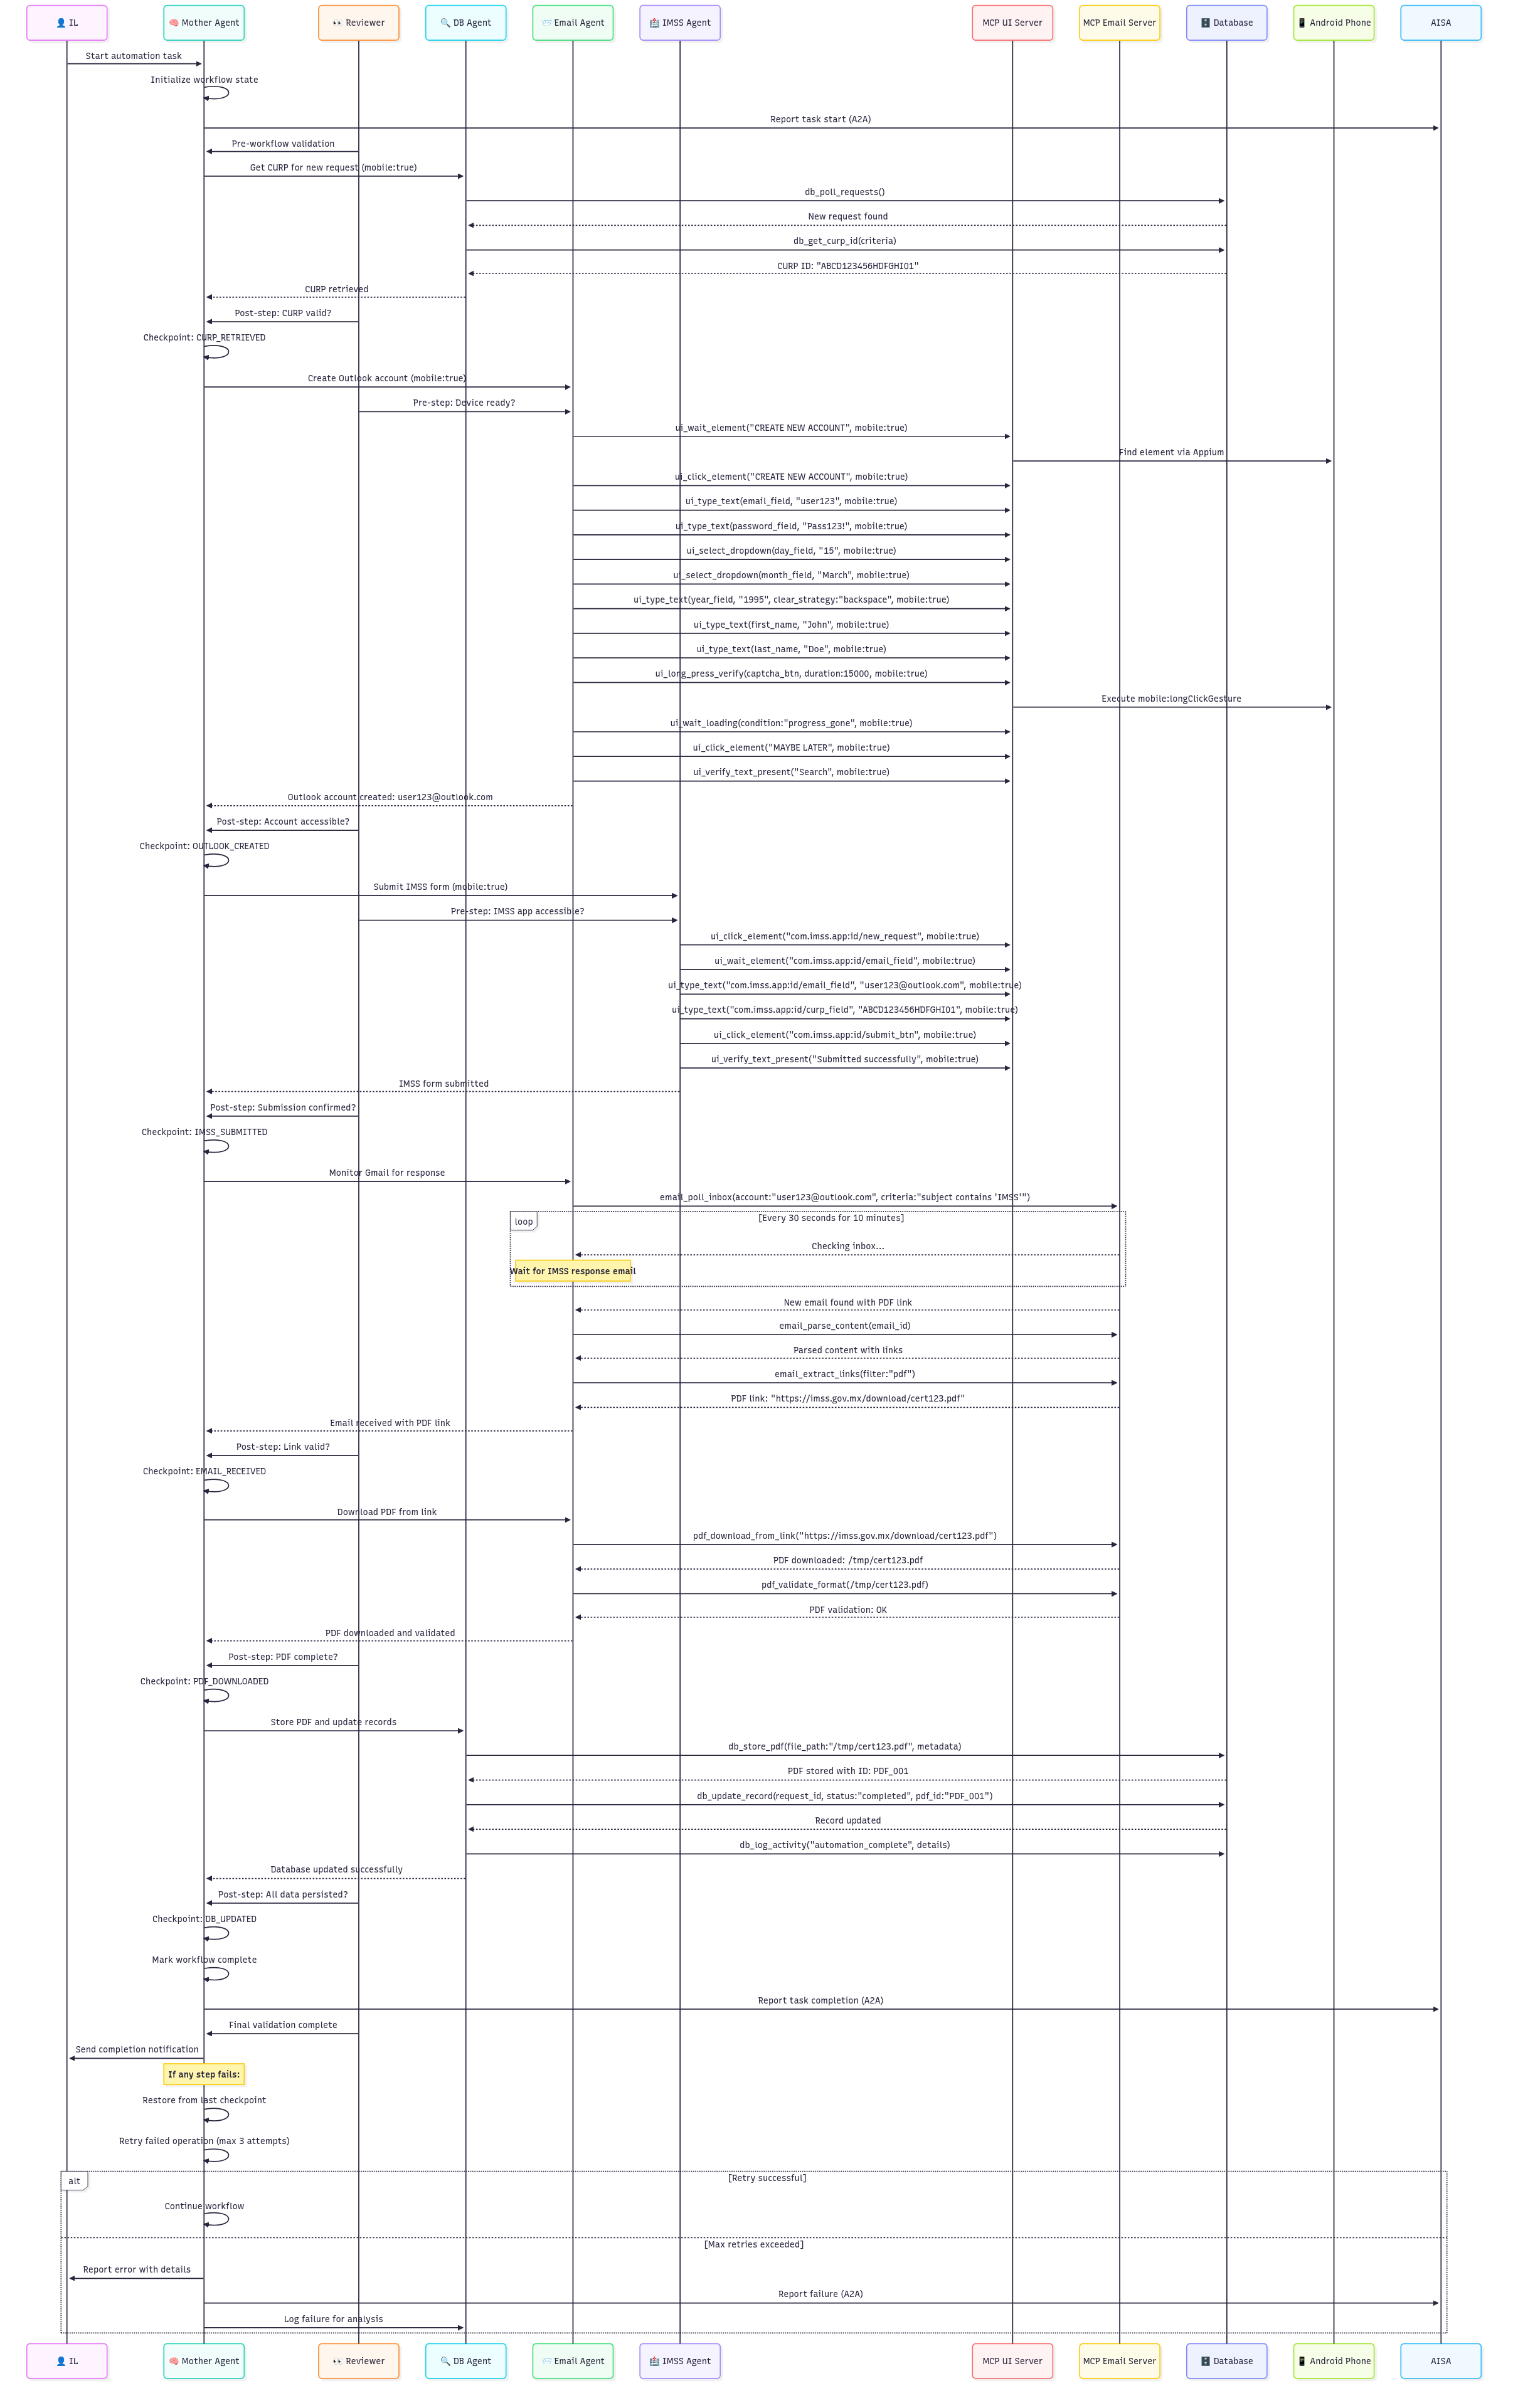 👤 IL
🧠 Mother Agent
👀 Reviewer
🔍 DB Agent
📨 Email Agent
🏥 IMSS Agent
MCP UI Server
MCP Email Server
🗄️ Database
📱 Android Phone
AISA
Start automation task
Initialize workflow state
Report task start (A2A)
Pre-workflow validation
Get CURP for new request (mobile:true)
db_poll_requests()
New request found
db_get_curp_id(criteria)
CURP ID: "ABCD123456HDFGHI01"
CURP retrieved
Post-step: CURP valid?
Checkpoint: CURP_RETRIEVED
Create Outlook account (mobile:true)
Pre-step: Device ready?
ui_wait_element("CREATE NEW ACCOUNT", mobile:true)
Find element via Appium
ui_click_element("CREATE NEW ACCOUNT", mobile:true)
ui_type_text(email_field, "user123", mobile:true)
ui_type_text(password_field, "Pass123!", mobile:true)
ui_select_dropdown(day_field, "15", mobile:true)
ui_select_dropdown(month_field, "March", mobile:true)
ui_type_text(year_field, "1995", clear_strategy:"backspace", mobile:true)
ui_type_text(first_name, "John", mobile:true)
ui_type_text(last_name, "Doe", mobile:true)
ui_long_press_verify(captcha_btn, duration:15000, mobile:true)
Execute mobile:longClickGesture
ui_wait_loading(condition:"progress_gone", mobile:true)
ui_click_element("MAYBE LATER", mobile:true)
ui_verify_text_present("Search", mobile:true)
Outlook account created: user123@outlook.com
Post-step: Account accessible?
Checkpoint: OUTLOOK_CREATED
Submit IMSS form (mobile:true)
Pre-step: IMSS app accessible?
ui_click_element("com.imss.app:id/new_request", mobile:true)
ui_wait_element("com.imss.app:id/email_field", mobile:true)
ui_type_text("com.imss.app:id/email_field", "user123@outlook.com", mobile:true)
ui_type_text("com.imss.app:id/curp_field", "ABCD123456HDFGHI01", mobile:true)
ui_click_element("com.imss.app:id/submit_btn", mobile:true)
ui_verify_text_present("Submitted successfully", mobile:true)
IMSS form submitted
Post-step: Submission confirmed?
Checkpoint: IMSS_SUBMITTED
Monitor Gmail for response
email_poll_inbox(account:"user123@outlook.com", criteria:"subject contains 'IMSS'")
loop
[Every 30 seconds for 10 minutes]
Checking inbox...
Wait for IMSS response email
New email found with PDF link
email_parse_content(email_id)
Parsed content with links
email_extract_links(filter:"pdf")
PDF link: "https://imss.gov.mx/download/cert123.pdf"
Email received with PDF link
Post-step: Link valid?
Checkpoint: EMAIL_RECEIVED
Download PDF from link
pdf_download_from_link("https://imss.gov.mx/download/cert123.pdf")
PDF downloaded: /tmp/cert123.pdf
pdf_validate_format(/tmp/cert123.pdf)
PDF validation: OK
PDF downloaded and validated
Post-step: PDF complete?
Checkpoint: PDF_DOWNLOADED
Store PDF and update records
db_store_pdf(file_path:"/tmp/cert123.pdf", metadata)
PDF stored with ID: PDF_001
db_update_record(request_id, status:"completed", pdf_id:"PDF_001")
Record updated
db_log_activity("automation_complete", details)
Database updated successfully
Post-step: All data persisted?
Checkpoint: DB_UPDATED
Mark workflow complete
Report task completion (A2A)
Final validation complete
Send completion notification
If any step fails:
Restore from last checkpoint
Retry failed operation (max 3 attempts)
alt
[Retry successful]
Continue workflow
[Max retries exceeded]
Report error with details
Report failure (A2A)
Log failure for analysis
👤 IL
🧠 Mother Agent
👀 Reviewer
🔍 DB Agent
📨 Email Agent
🏥 IMSS Agent
MCP UI Server
MCP Email Server
🗄️ Database
📱 Android Phone
AISA